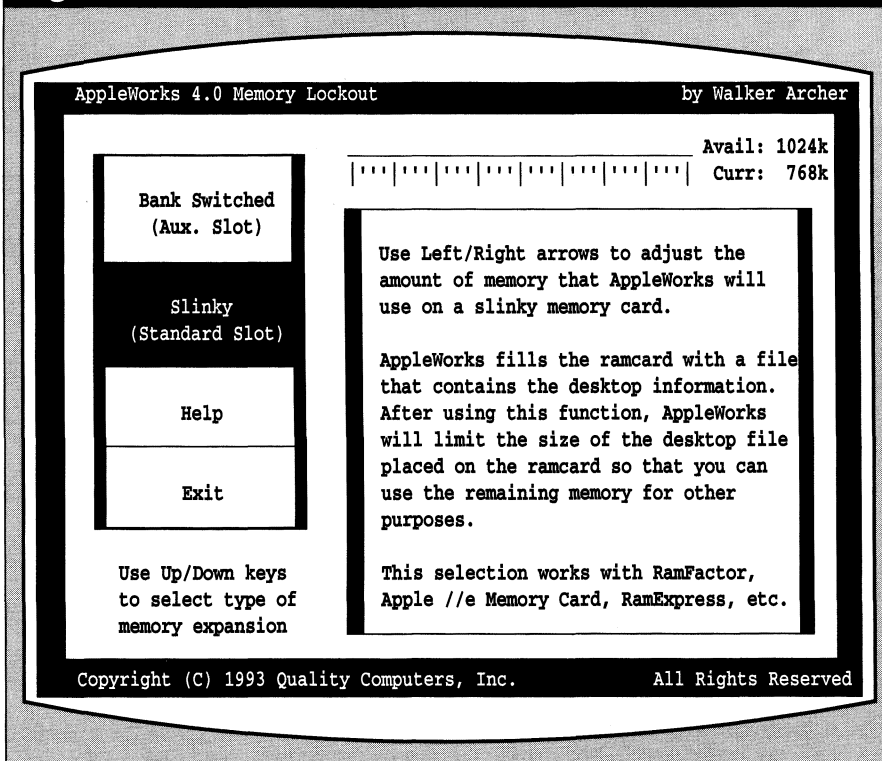 AppleWorks 4.0 Memory Lockout by Walker Archer
Avail: 1024k
Curr: 768k
Bank Switched
(Aux. Slot)
Slinky
(Standard Slot)
Help
Exit
Use Up/Down keys
to select type of
memory expansion
Use Left/Right arrows to adjust the
amount of memory that AppleWorks will
use on a slinky memory card.
AppleWorks fills the ramcard with a file
that contains the desktop information.
After using this function, AppleWorks
will limit the size of the desktop file
placed on the ramcard so that you can
use the remaining memory for other
purposes.
This selection works with RamFactor,
Apple //e Memory Card, RamExpress, etc.
Copyright (C) 1993 Quality Computers, Inc. All Rights Reserved